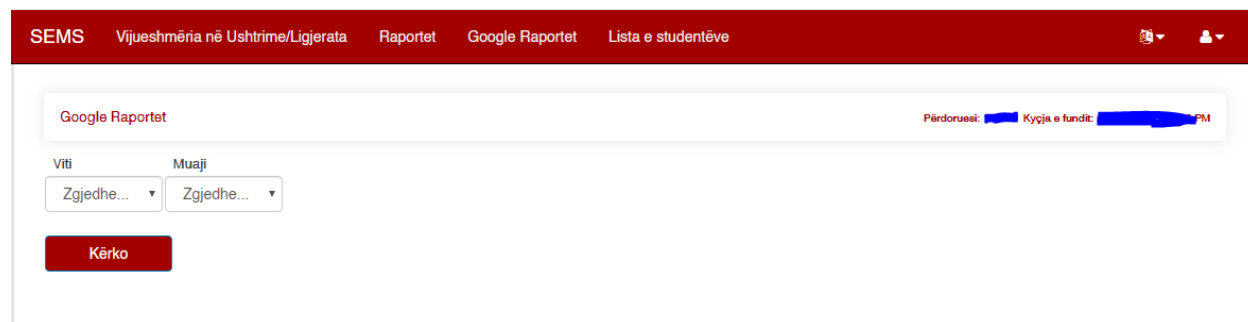 SEMS Vijueshmëria në Ushtrime/Ligjerata Raportet Google Raportet Lista e studentëve
Google Raportet Përdoruesi: Kyçja e fundit: PM
Viti Muaji
Zgjedhe... Zgjedhe...
Kërko